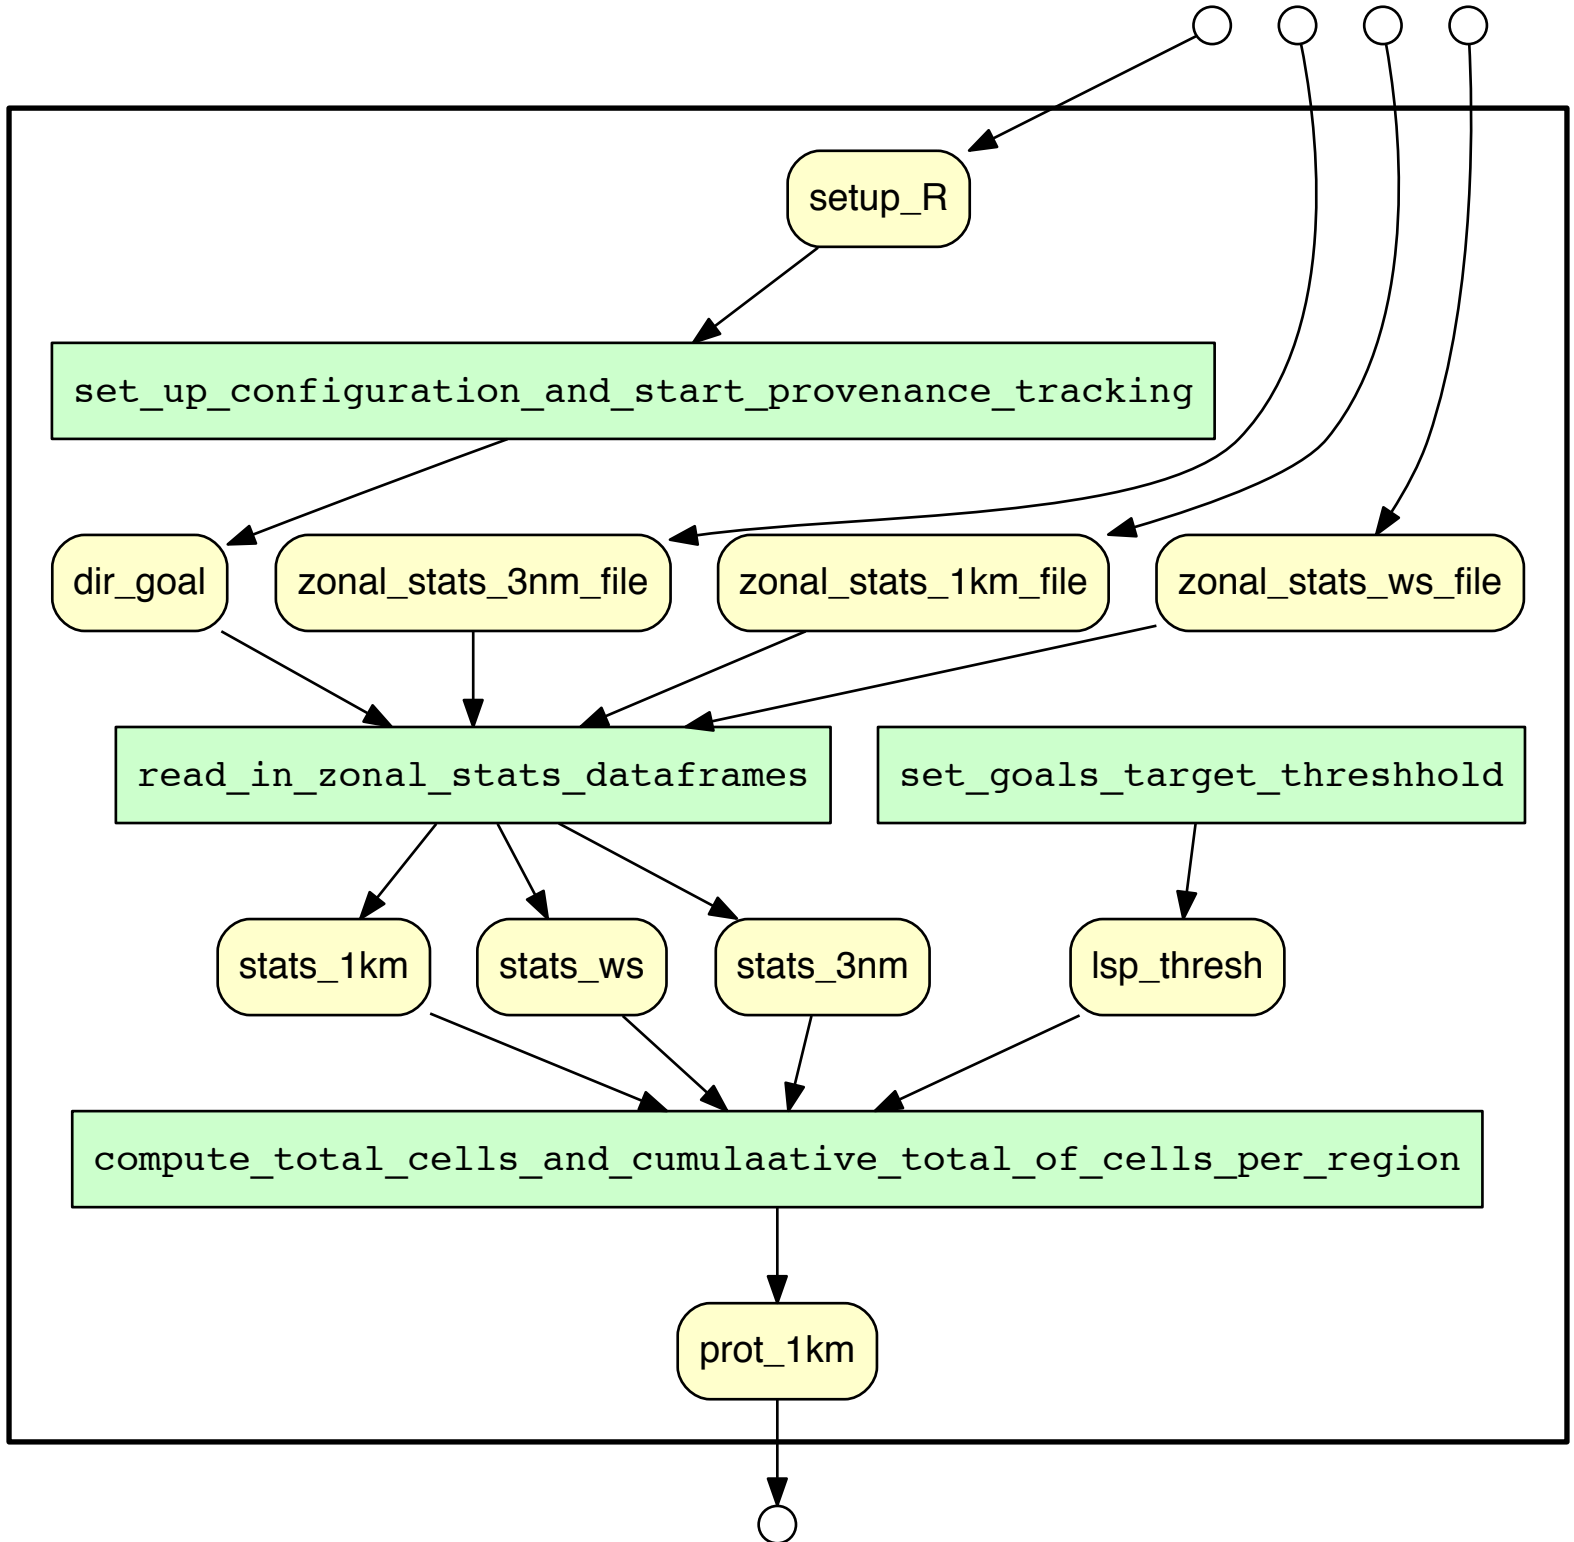 setup_R
set_up_configuration_and_start_provenance_tracking
dir_goal
zonal_stats_3nm_file
zonal_stats_1km_file
zonal_stats_ws_file
read_in_zonal_stats_dataframes
set_goals_target_threshhold
stats_1km
stats_ws
stats_3nm
lsp_thresh
compute_total_cells_and_cumulaative_total_of_cells_per_region
prot_1km